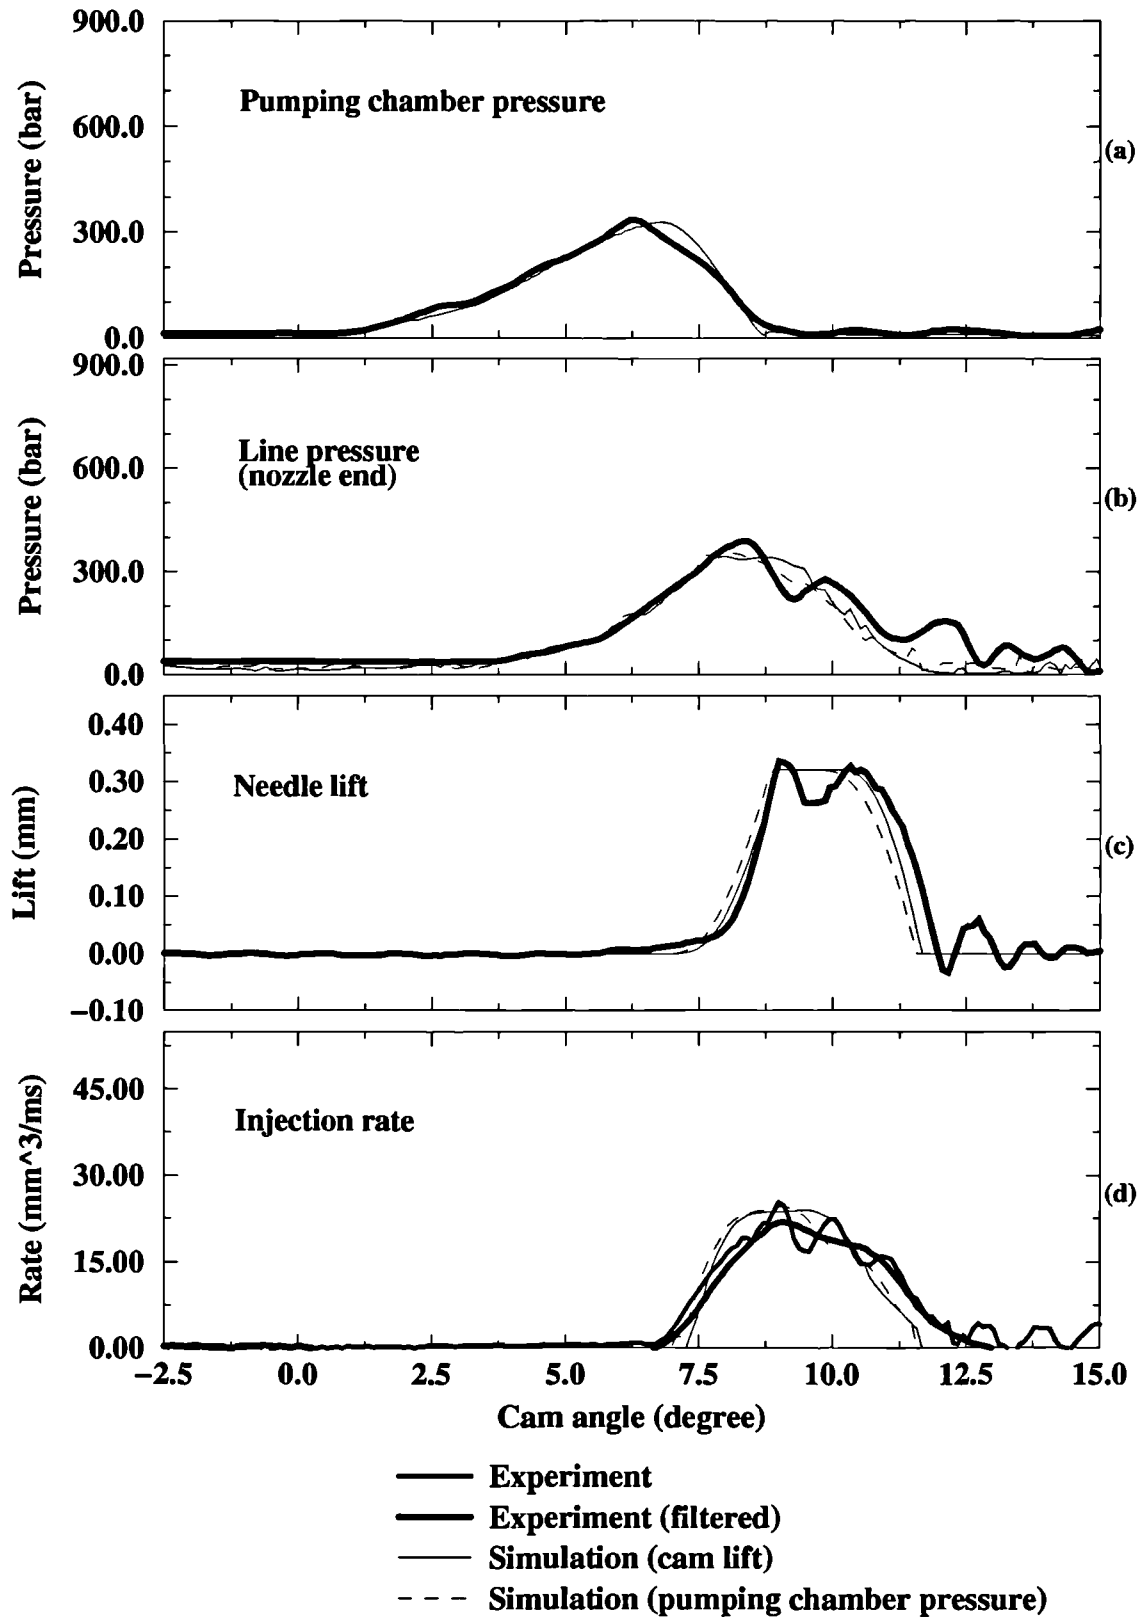 900.0
600.0
300.0
0.0
Pressure (bar)
Pumping chamber pressure
(a)
900.0
600.0
300.0
0.0
Pressure (bar)
Line pressure
(nozzle end)
(b)
0.40
0.30
0.20
0.10
0.00
−0.10
Lift (mm)
Needle lift
(c)
45.00
30.00
15.00
0.00
Rate (mm^3/ms)
Injection rate
(d)
−2.5 0.0 2.5 5.0 7.5 10.0 12.5 15.0
Cam angle (degree)
Experiment
Experiment (filtered)
Simulation (cam lift)
Simulation (pumping chamber pressure)